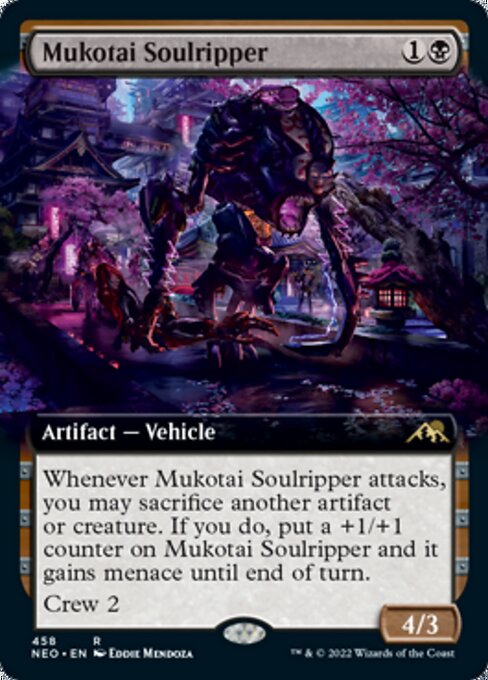 Mukotai Soulripper 1
Artifact — Vehicle
Whenever Mukotai Soulripper attacks,
you may sacrifice another artifact
or creature. If you do, put a +1/+1
counter on Mukotai Soulripper and it
gains menace until end of turn.
Crew 2
4/3
458 R
NEO • EN Eddie Mendoza
™ & © 2022 Wizards of the Coast